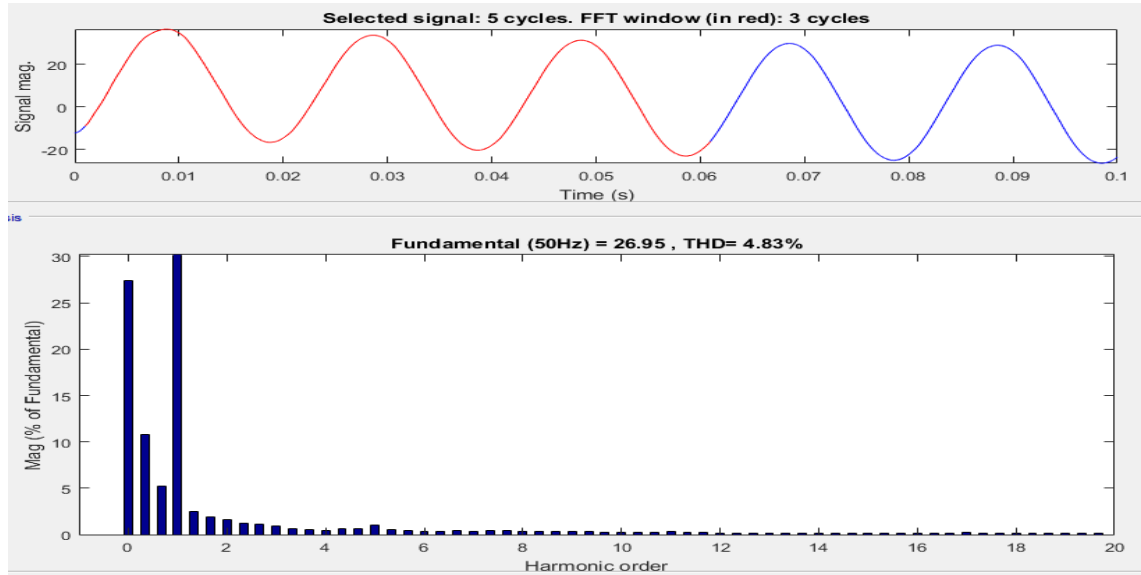 Selected signal: 5 cycles. FFT window (in red): 3 cycles
20
0
-20
Signal mag.
0 0.01 0.02 0.03 0.04 0.05 0.06 0.07 0.08 0.09 0.1
Time (s)
sis
Fundamental (50Hz) = 26.95 , THD= 4.83%
30
25
20
15
10
5
0
Mag (% of Fundamental)
0 2 4 6 8 10 12 14 16 18 20
Harmonic order